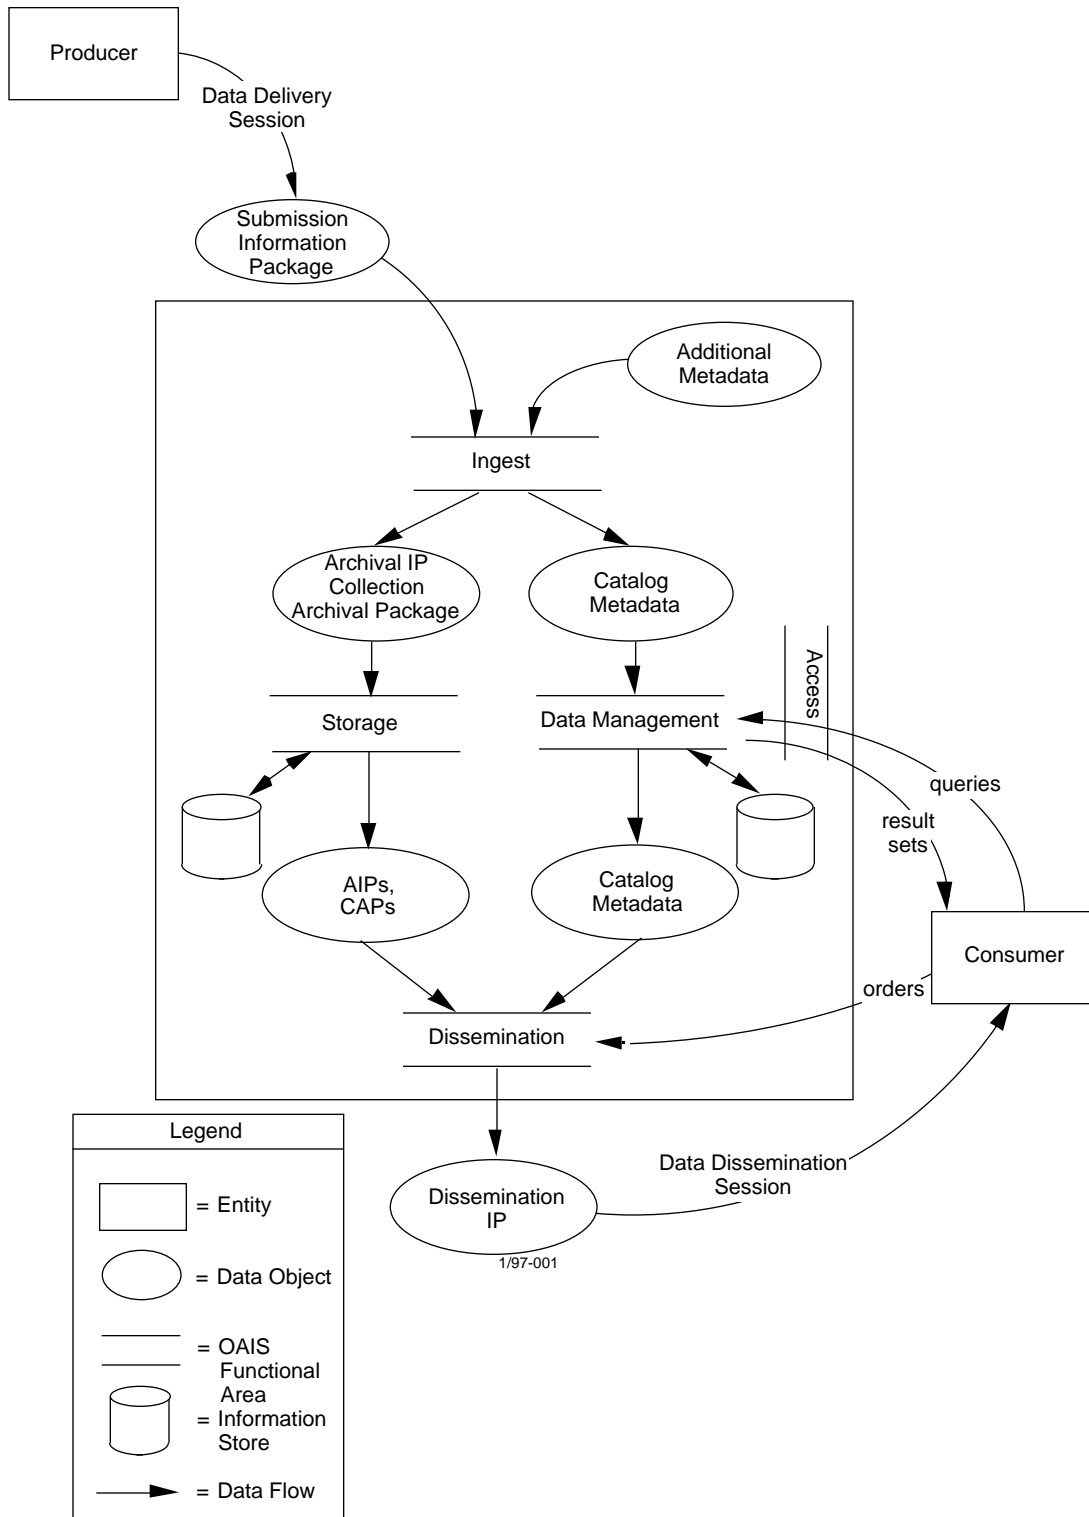 Producer
Data Delivery
Session
Submission
Information
Package
Additional
Metadata
Ingest
Archival IP
Collection
Archival Package
Catalog
Metadata
Access
Storage
Data Management
queries
result
sets
AIPs,
CAPs
Catalog
Metadata
Consumer
orders
Dissemination
Data Dissemination
Session
Dissemination
IP
1/97-001
Legend
= Entity
= Data Object
= OAIS
Functional
Area
= Information
Store
= Data Flow